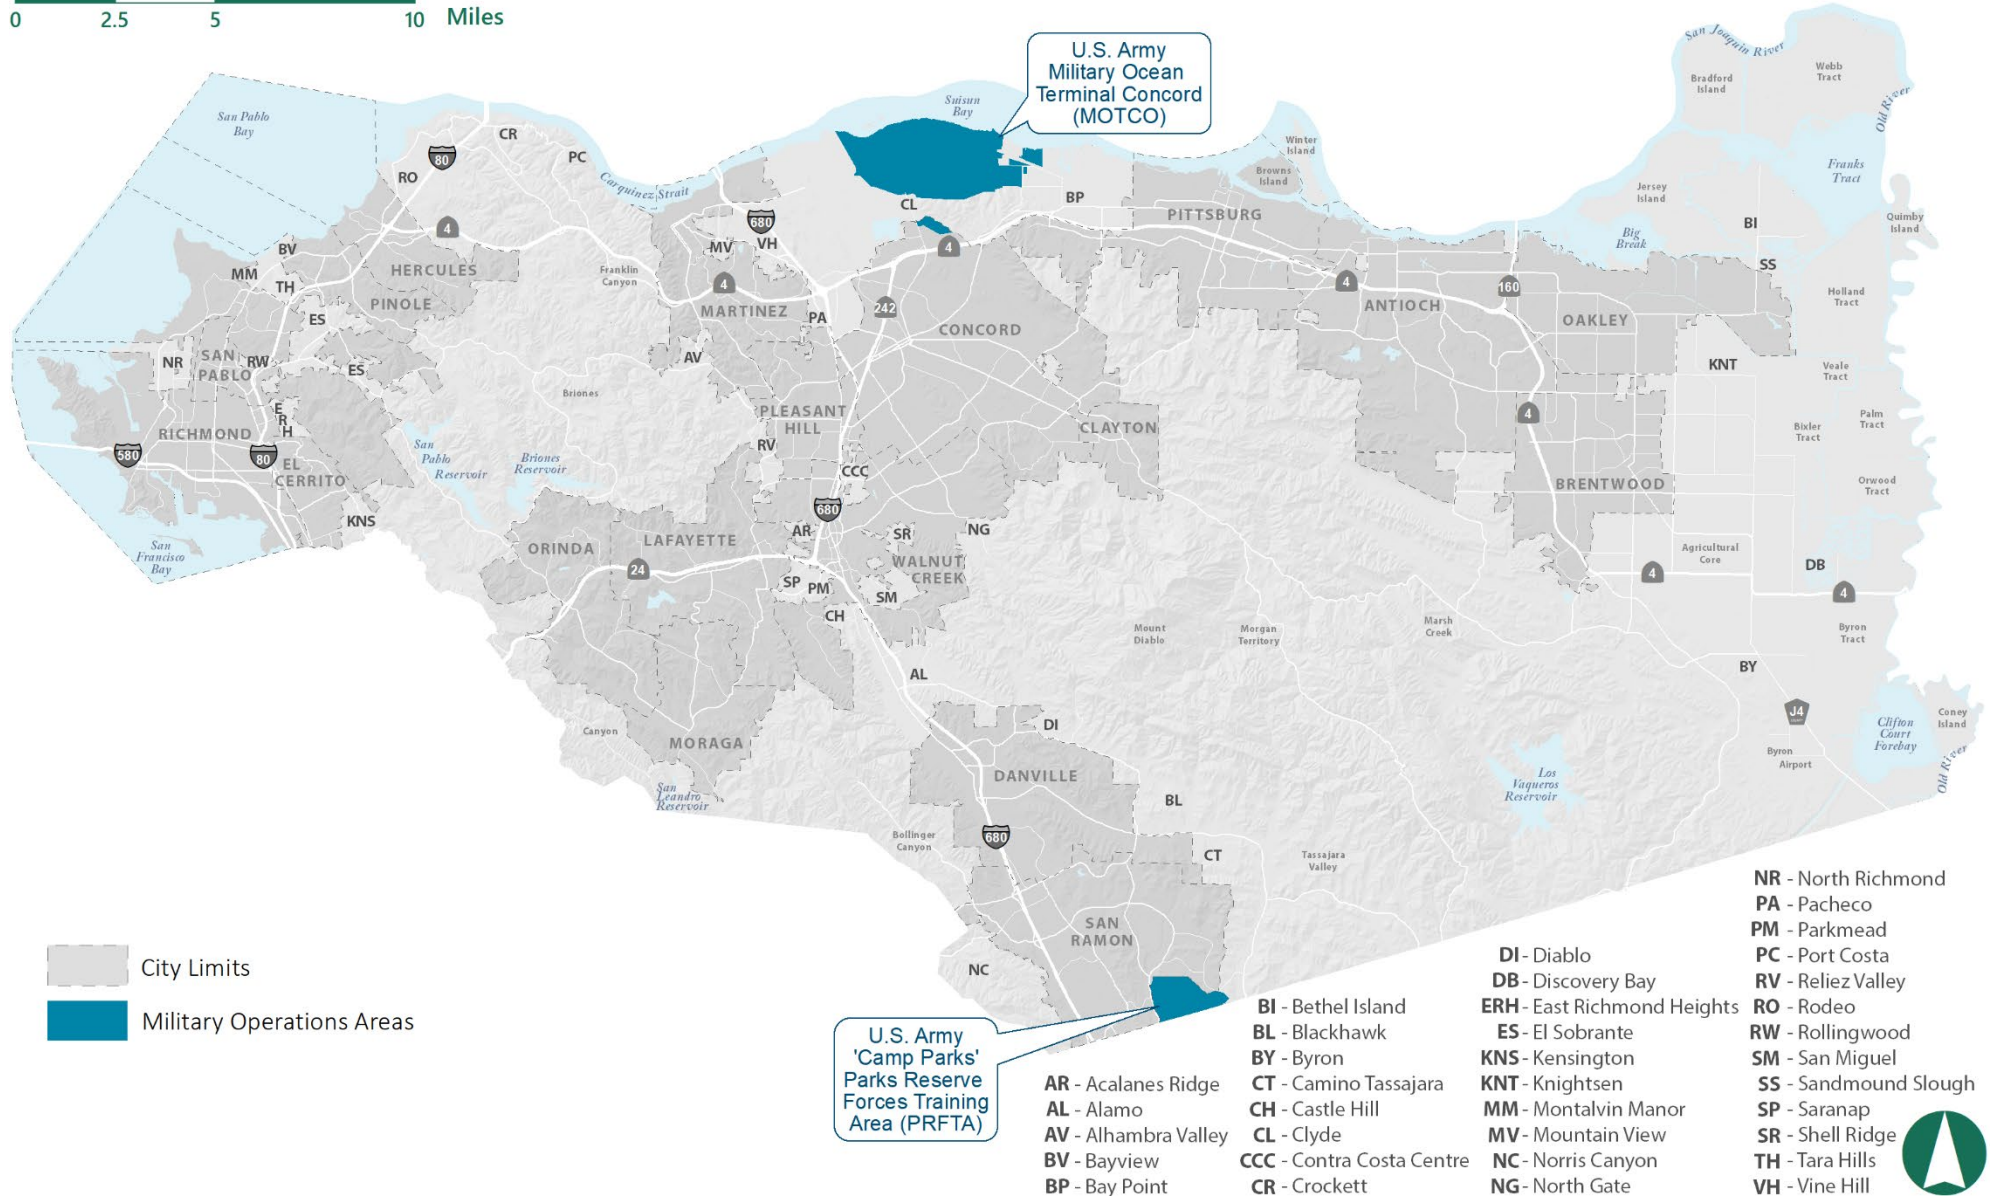 0 2.5 5 10 Miles
U.S. Army
Military Ocean
Terminal Concord
(MOTCO)
San Joaquin River
Bradford
Island
Webb
Tract
Old River
San Pablo
Bay
Suisun
Bay
CR
80
PC
RO
Carquinez Strait
Winter
Island
Browns
Island
Franks
Tract
Jersey
Island
Quimby
Island
BP
CL
PITTSBURG
BI
Big
Break
4
680
MV
VH
4
BV
MM
TH
HERCULES
Franklin
Canyon
4
SS
PINOLE
ES
MARTINEZ
PA
242
CONCORD
4
ANTIOCH
160
OAKLEY
Holland
Tract
NR
SAN
PABLO
RW
ES
AV
KNT
Veale
Tract
Briones
PLEASANT
HILL
CLAYTON
4
Palm
Tract
Bixler
Tract
E
R
H
RICHMOND
580
80
EL
CERRITO
San
Pablo
Reservoir
Briones
Reservoir
RV
CCC
BRENTWOOD
Orwood
Tract
KNS
680
AR
SR
NG
San
Francisco
Bay
ORINDA
LAFAYETTE
24
WALNUT
CREEK
SP
PM
SM
CH
Agricultural
Core
DB
4
4
Mount
Diablo
Morgan
Territory
Marsh
Creek
Byron
Tract
AL
BY
J4
Coney
Island
Clifton
Court
Forebay
Old River
Canyon
MORAGA
DI
DANVILLE
Byron
Airport
San
Leandro
Reservoir
BL
Los
Vaqueros
Reservoir
Bollinger
Canyon
680
CT
Tassajara
Valley
SAN
RAMON
NC
City Limits
Military Operations Areas
U.S. Army
'Camp Parks'
Parks Reserve
Forces Training
Area (PRFTA)
AR - Acalanes Ridge
AL - Alamo
AV - Alhambra Valley
BV - Bayview
BP - Bay Point
BI - Bethel Island
BL - Blackhawk
BY - Byron
CT - Camino Tassajara
CH - Castle Hill
CL - Clyde
CCC - Contra Costa Centre
CR - Crockett
DI - Diablo
DB - Discovery Bay
ERH - East Richmond Heights
ES - El Sobrante
KNS - Kensington
KNT - Knightsen
MM - Montalvin Manor
MV - Mountain View
NC - Norris Canyon
NG - North Gate
NR - North Richmond
PA - Pacheco
PM - Parkmead
PC - Port Costa
RV - Reliez Valley
RO - Rodeo
RW - Rollingwood
SM - San Miguel
SS - Sandmound Slough
SP - Saranap
SR - Shell Ridge
TH - Tara Hills
VH - Vine Hill